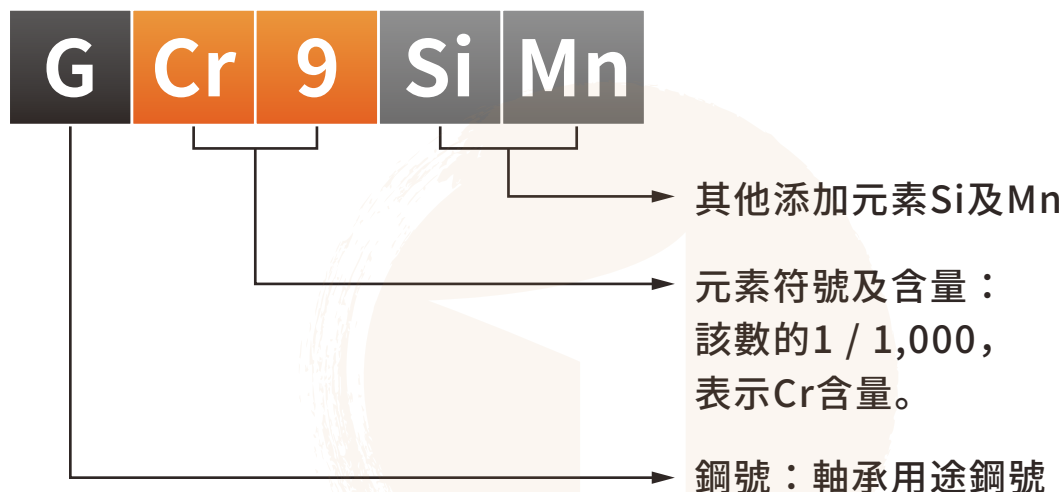 G Cr 9 Si Mn
其他添加元素Si及Mn
元素符號及含量：
該數的1 / 1,000，
表示Cr含量。
鋼號：軸承用途鋼號